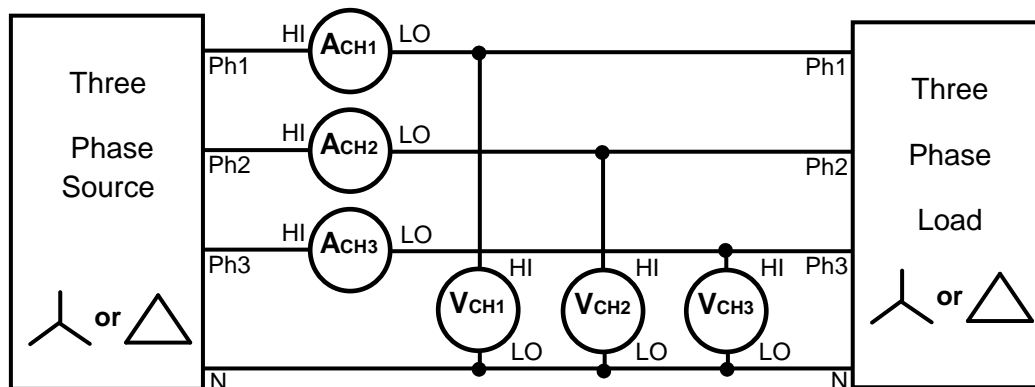 HI ACH1 LO
Ph1 Ph1
Three Three
HI ACH2 LO
Phase Ph2 Phase Ph2
Source
HI ACH3 LO
Load
Ph3 Ph3
HI HI HI
VCH1 VCH2 VCH3
or or
LO LO LO
N N